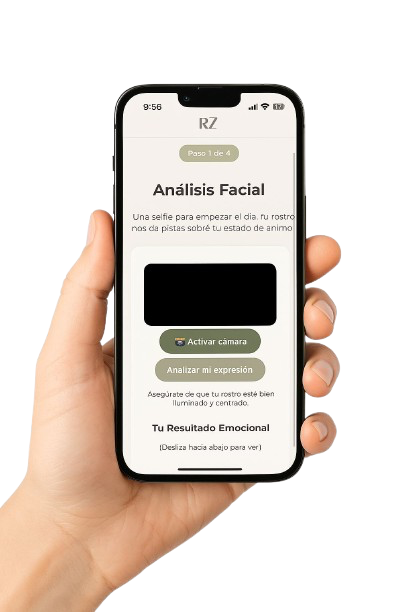 9:56
RZ
Paso 1 de 4
Análisis Facial
Una selfie para empezar el día. Tu rostro
nos da pistas sobré tu estado de animo
Activar cámara
Analizar mi expresión
Asegúrate de que tu rostro esté bien
iluminado y centrado.
Tu Resultado Emocional
(Desliza hacia abajo para ver)